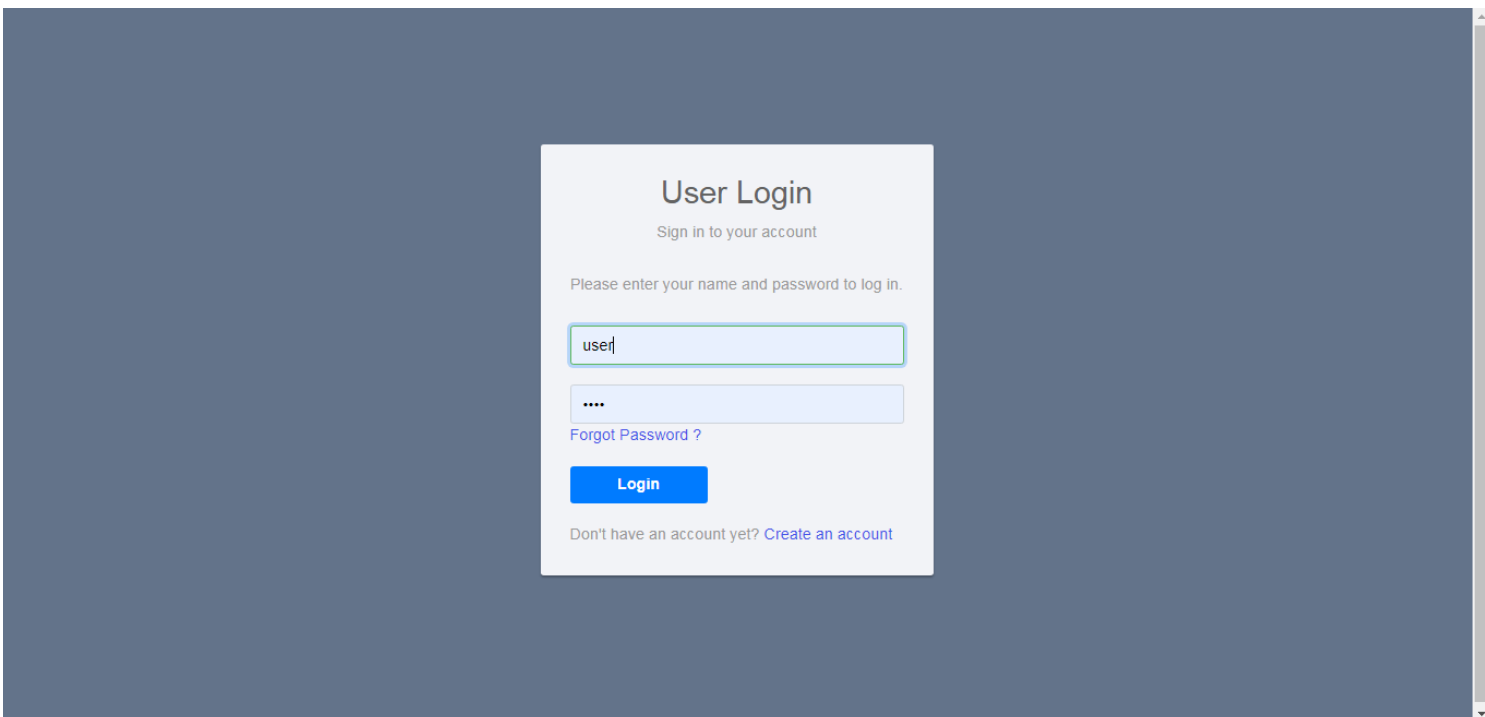 User Login
Sign in to your account
Please enter your name and password to log in.
user
••••
Forgot Password ?
Login
Don't have an account yet? Create an account